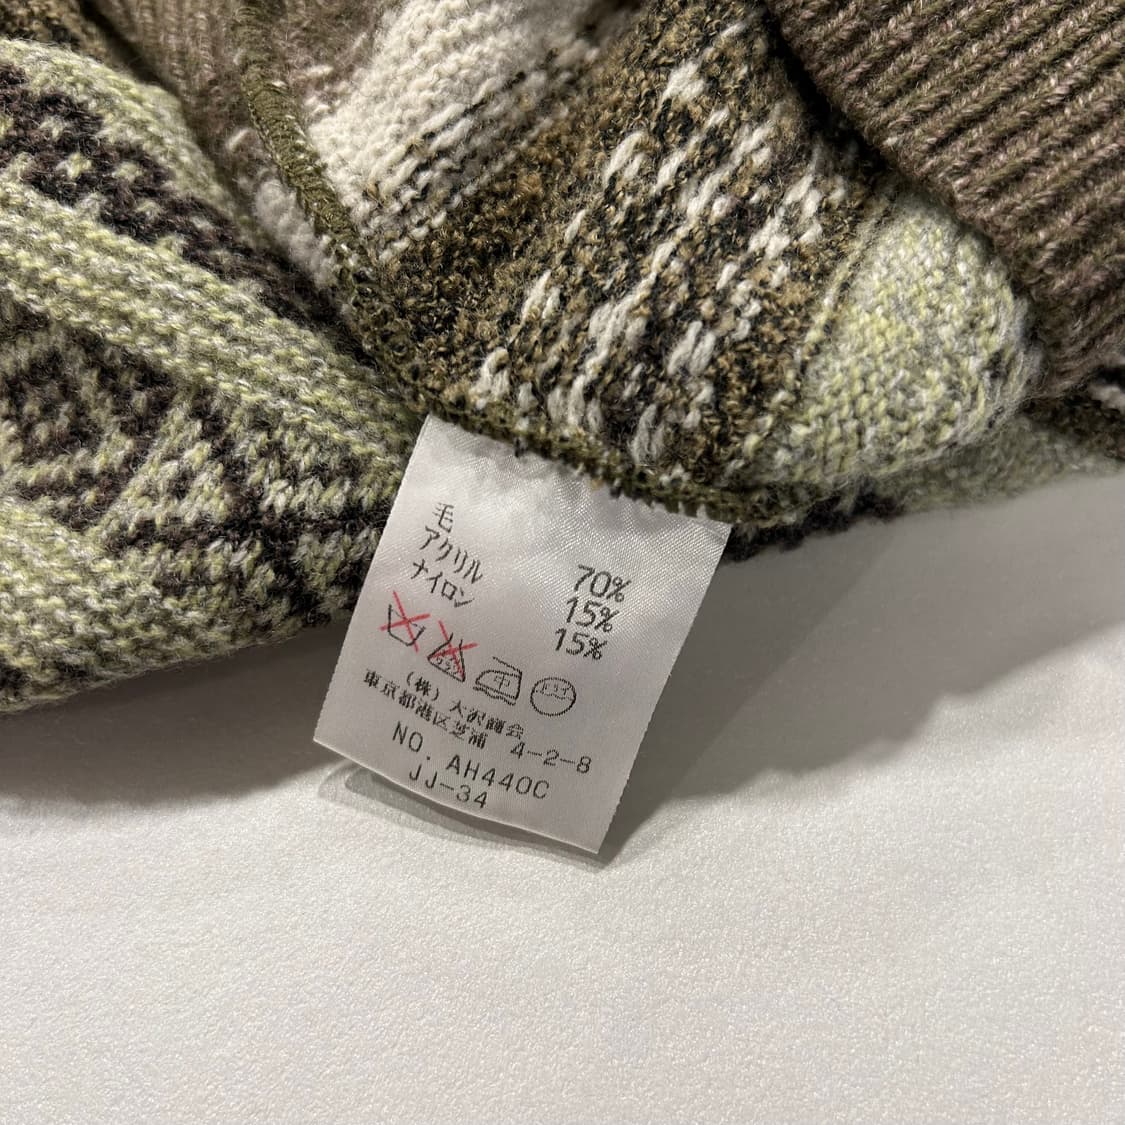 毛 70%
アクリル 15%
ナイロン 15%
中
(株) 大沢商会
東京都港区芝浦 4-2-8
NO. AH440C
JJ-34